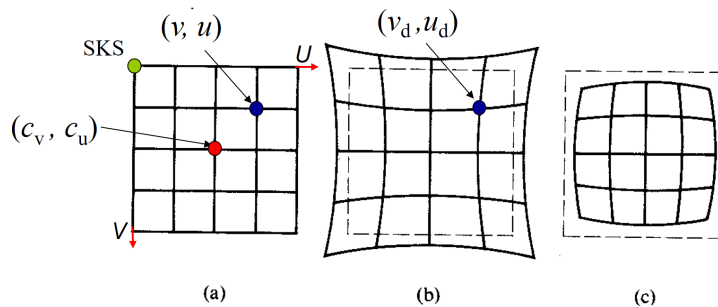 (v, u)
(v_d, u_d)
SKS
U
(c_v, c_u)
V
(a)
(b)
(c)